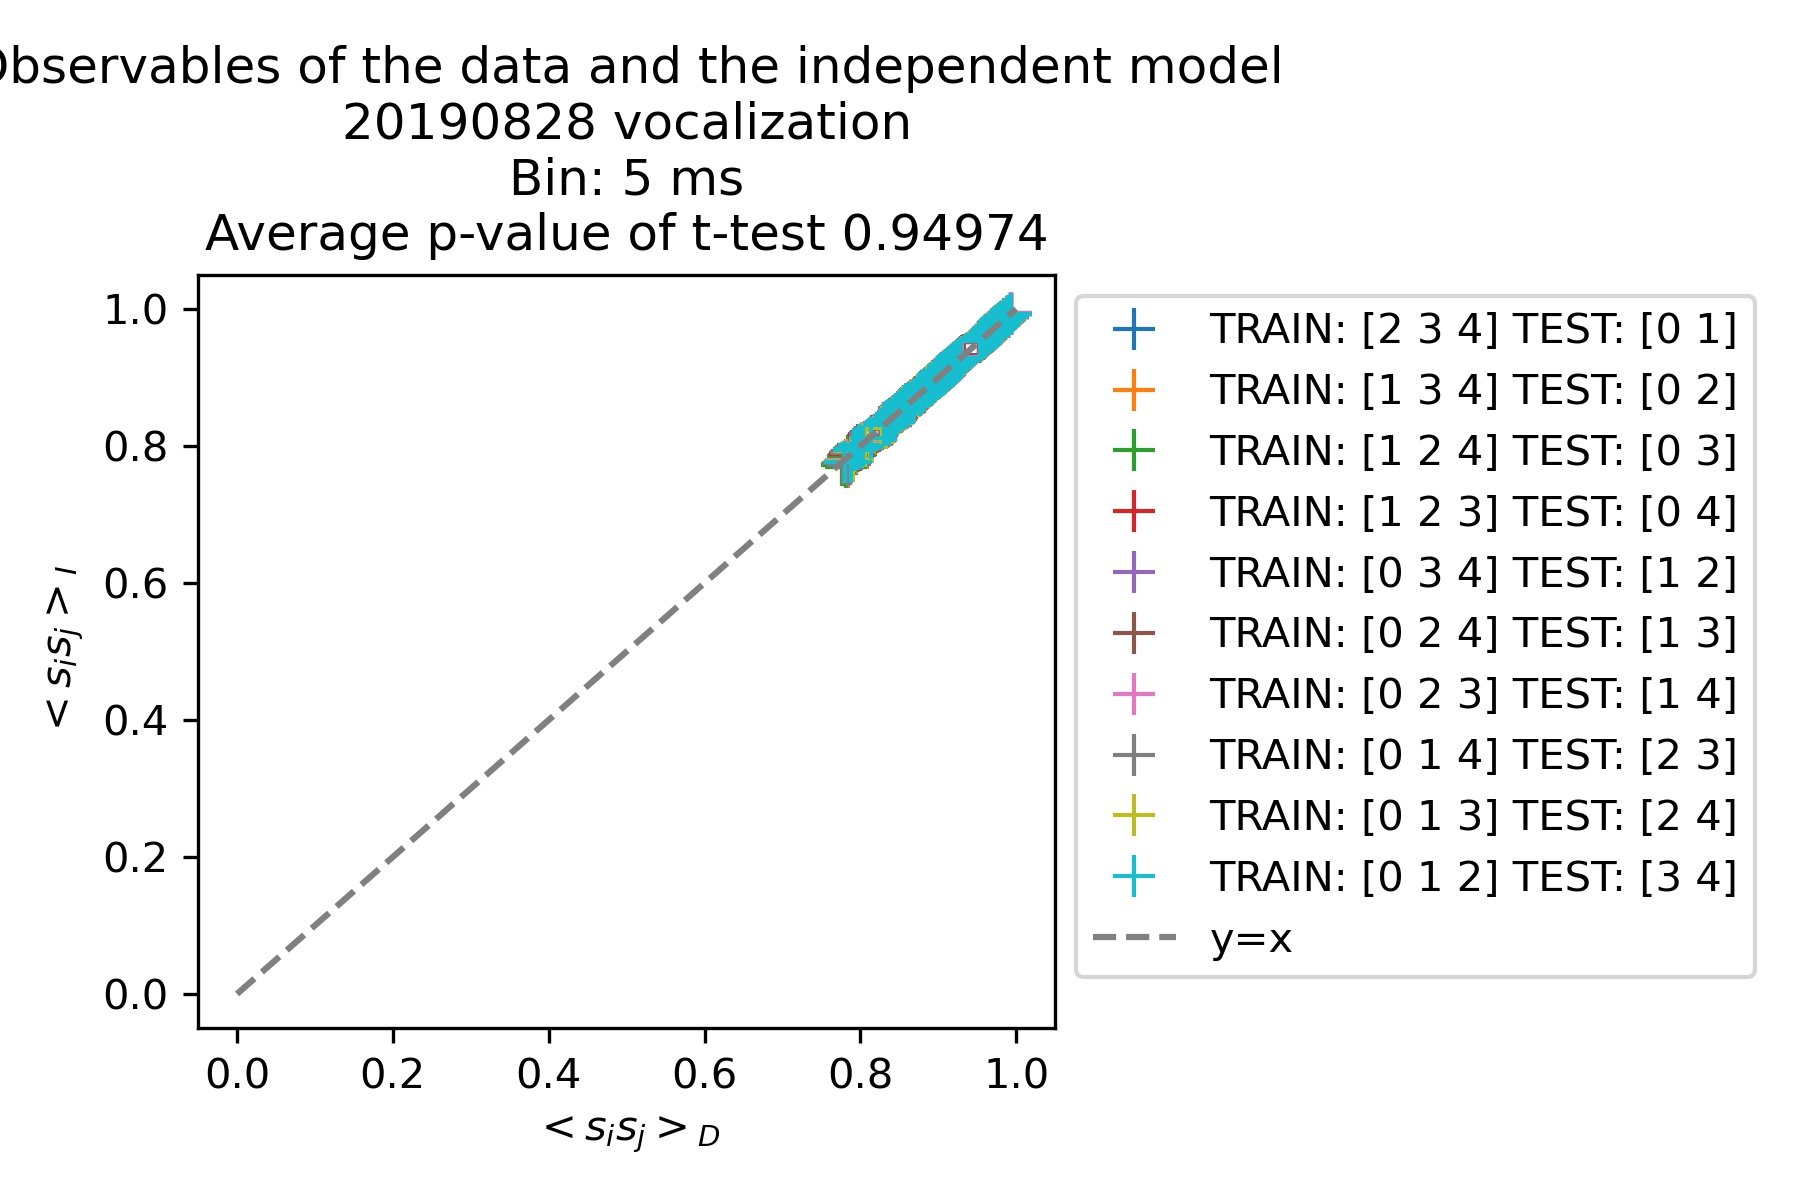 Observables of the data and the independent model
20190828 vocalization
Bin: 5 ms
Average p-value of t-test 0.94974
1.0
0.8
0.6
0.4
0.2
0.0
< s_i s_j >_I
0.0 0.2 0.4 0.6 0.8 1.0
< s_i s_j >_D
TRAIN: [2 3 4] TEST: [0 1]
TRAIN: [1 3 4] TEST: [0 2]
TRAIN: [1 2 4] TEST: [0 3]
TRAIN: [1 2 3] TEST: [0 4]
TRAIN: [0 3 4] TEST: [1 2]
TRAIN: [0 2 4] TEST: [1 3]
TRAIN: [0 2 3] TEST: [1 4]
TRAIN: [0 1 4] TEST: [2 3]
TRAIN: [0 1 3] TEST: [2 4]
TRAIN: [0 1 2] TEST: [3 4]
y=x